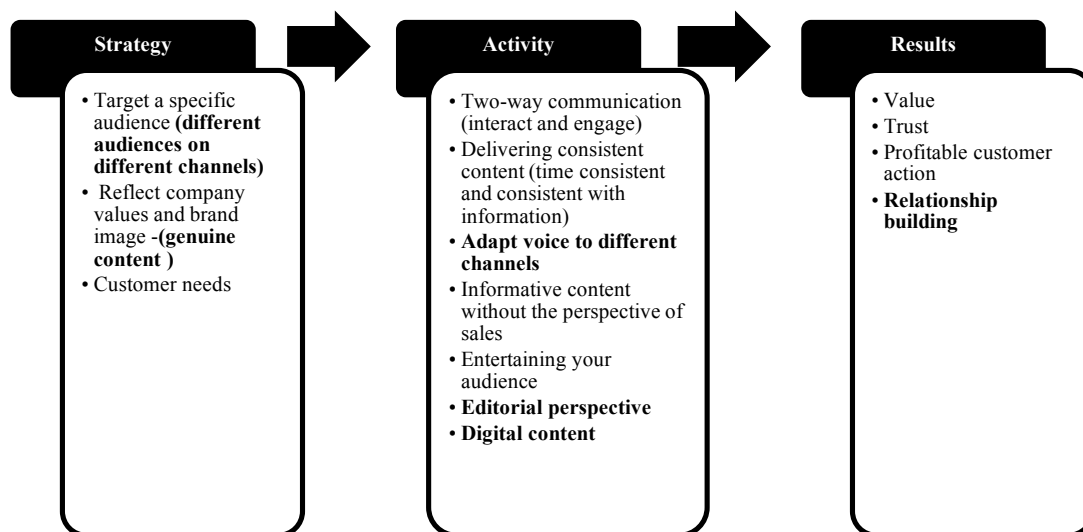 Strategy
• Target a specific
audience (different
audiences on
different channels)
• Reflect company
values and brand
image -(genuine
content )
• Customer needs
Activity
• Two-way communication
(interact and engage)
• Delivering consistent
content (time consistent
and consistent with
information)
• Adapt voice to different
channels
• Informative content
without the perspective of
sales
• Entertaining your
audience
• Editorial perspective
• Digital content
Results
• Value
• Trust
• Profitable customer
action
• Relationship
building